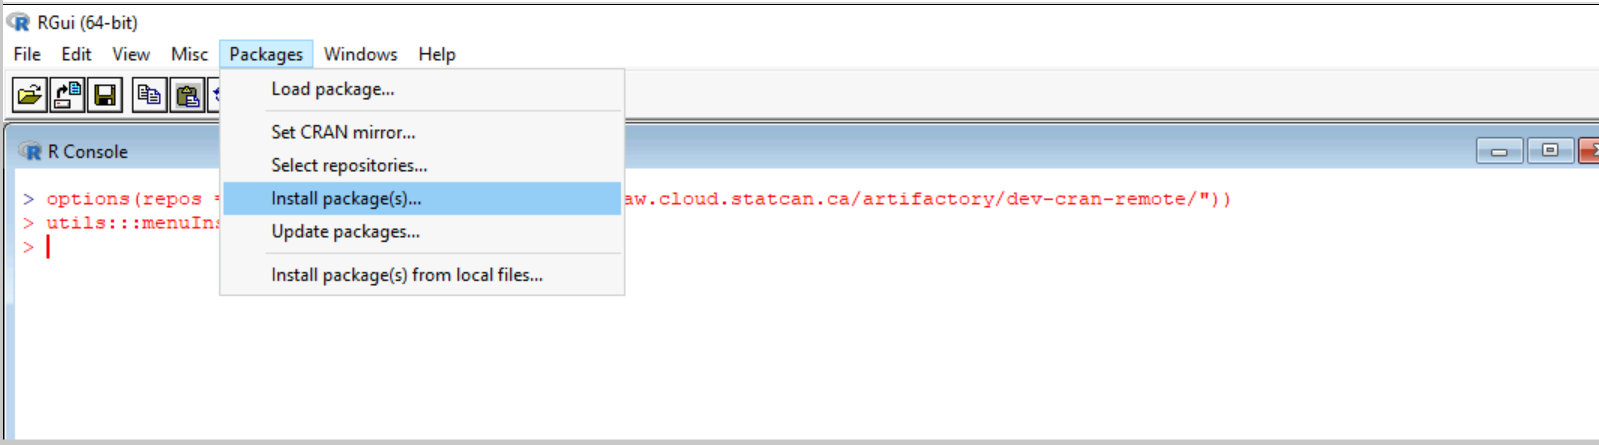 RGui (64-bit)
File Edit View Misc Packages Windows Help
Load package...
Set CRAN mirror...
Select repositories...
Install package(s)...
Update packages...
Install package(s) from local files...
R Console
> options(repos = aw.cloud.statcan.ca/artifactory/dev-cran-remote/"))
> utils:::menuIns
>